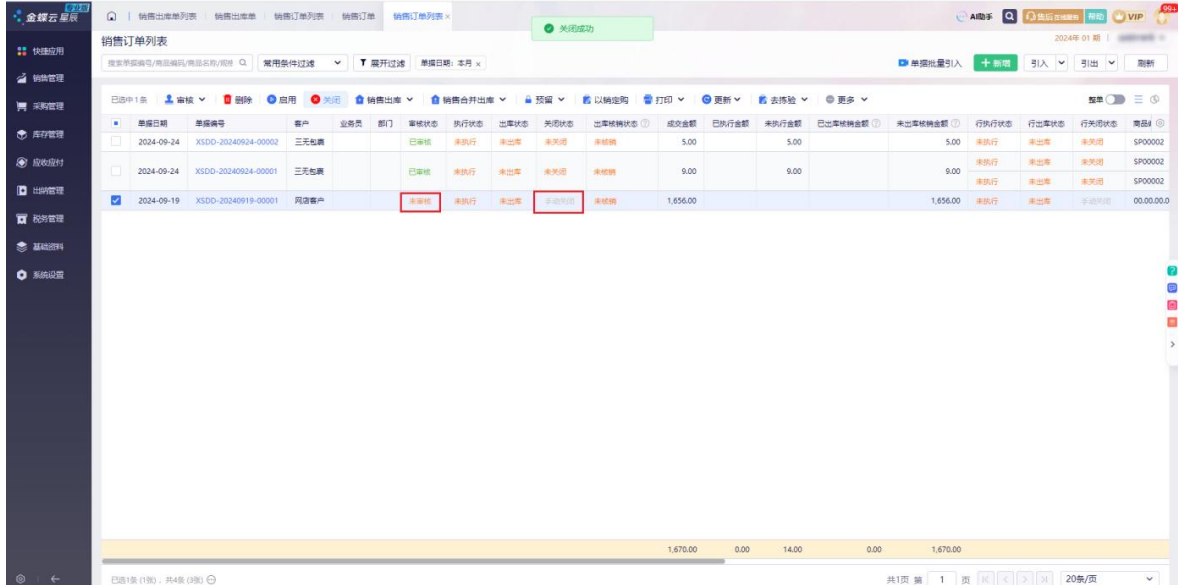 金蝶云星辰 专业版
销售出库单列表 销售出库单 销售订单列表 销售订单 销售订单列表 ×
关闭成功
AI助手 售后在线服务 帮助 VIP 99+
快捷应用
销售管理
采购管理
库存管理
应收应付
出纳管理
税务管理
基础资料
系统设置
销售订单列表
2024年 01 期
搜索单据编号/商品编码/商品名称/规格 常用条件过滤 展开过滤 单据日期: 本月 ×
单据批量引入 新增 引入 引出 刷新
已选中1条 审核 删除 启用 关闭 销售出库 销售合并出库 预留 以销定购 打印 更新 去拣验 更多 整单
单据日期 单据编号 客户 业务员 部门 审核状态 执行状态 出库状态 关闭状态 出库核销状态 成交金额 已执行金额 未执行金额 已出库核销金额 未出库核销金额 行执行状态 行出库状态 行关闭状态
2024-09-24 XSDD-20240924-00002 三无包裹 已审核 未执行 未出库 未关闭 未核销 5.00 5.00 5.00 未执行 未出库 未关闭 SP00002
2024-09-24 XSDD-20240924-00001 三无包裹 已审核 未执行 未出库 未关闭 未核销 9.00 9.00 9.00 未执行 未出库 未关闭 SP00002
未执行 未出库 未关闭 SP00002
2024-09-19 XSDD-20240919-00001 网店客户 未审核 未执行 未出库 手动关闭 未核销 1,656.00 1,656.00 未执行 未出库 手动关闭 00.00.00.0
1,670.00 0.00 14.00 0.00 1,670.00
已选1条 (1张) , 共4条 (3张)
共1页 第 1 页 20条/页